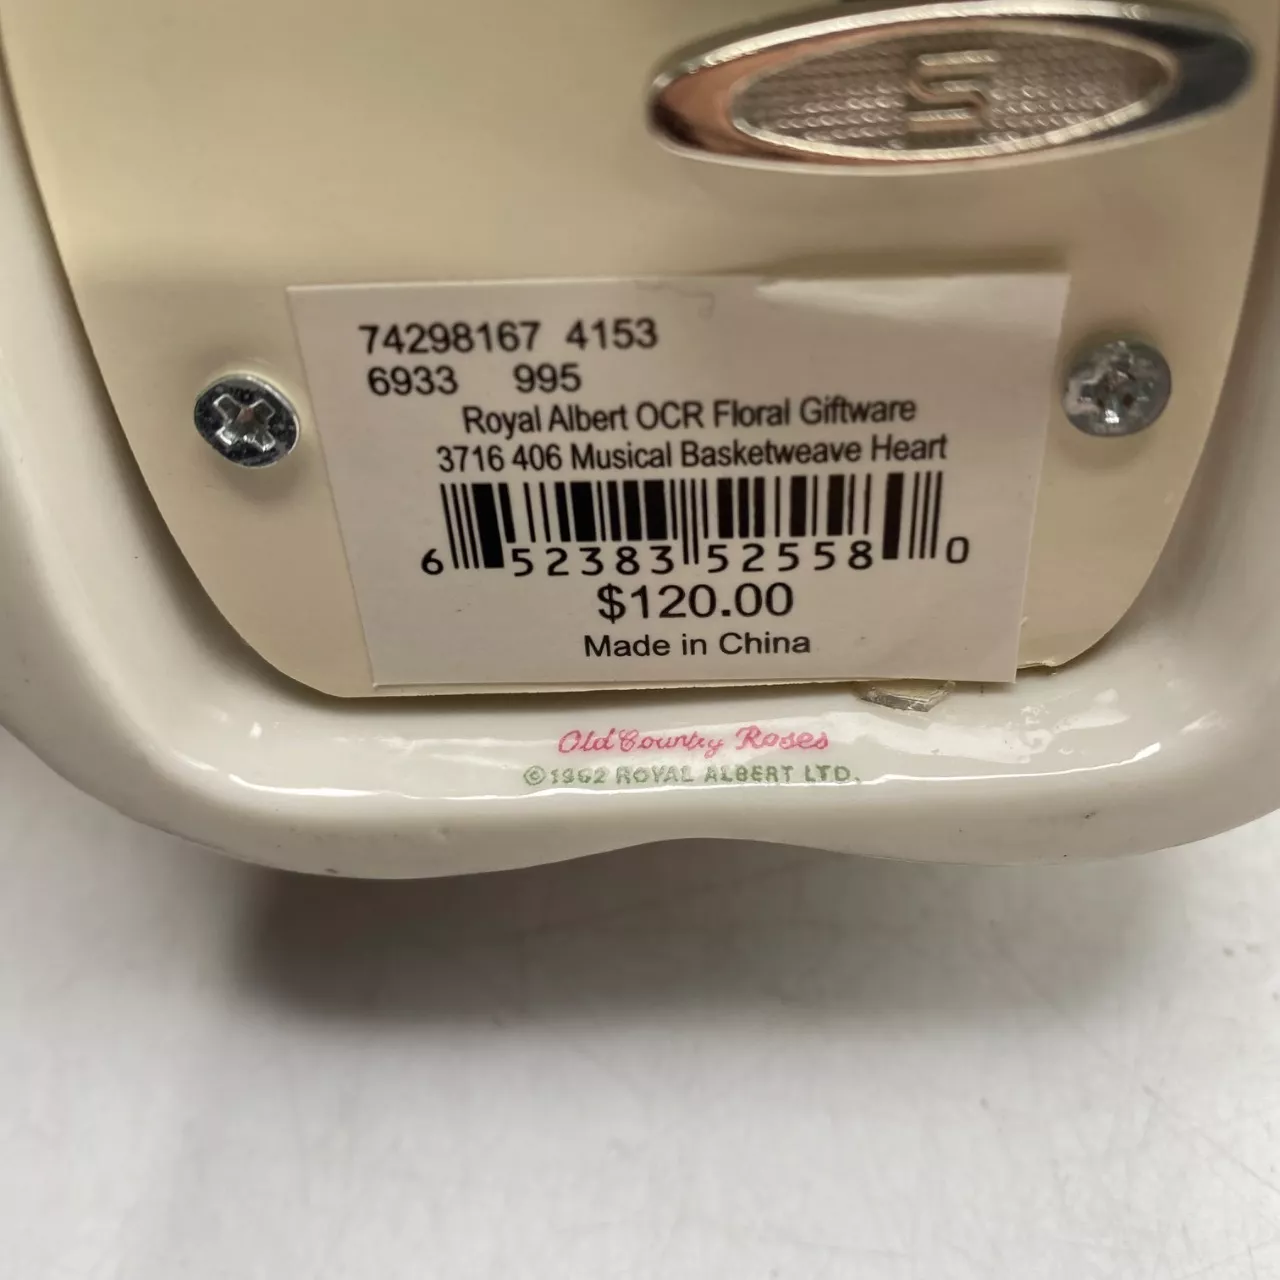 S
74298167 4153
6933 995
Royal Albert OCR Floral Giftware
3716 406 Musical Basketweave Heart
6 52383 52558 0
$120.00
Made in China
Old Country Roses
©1962 ROYAL ALBERT LTD.